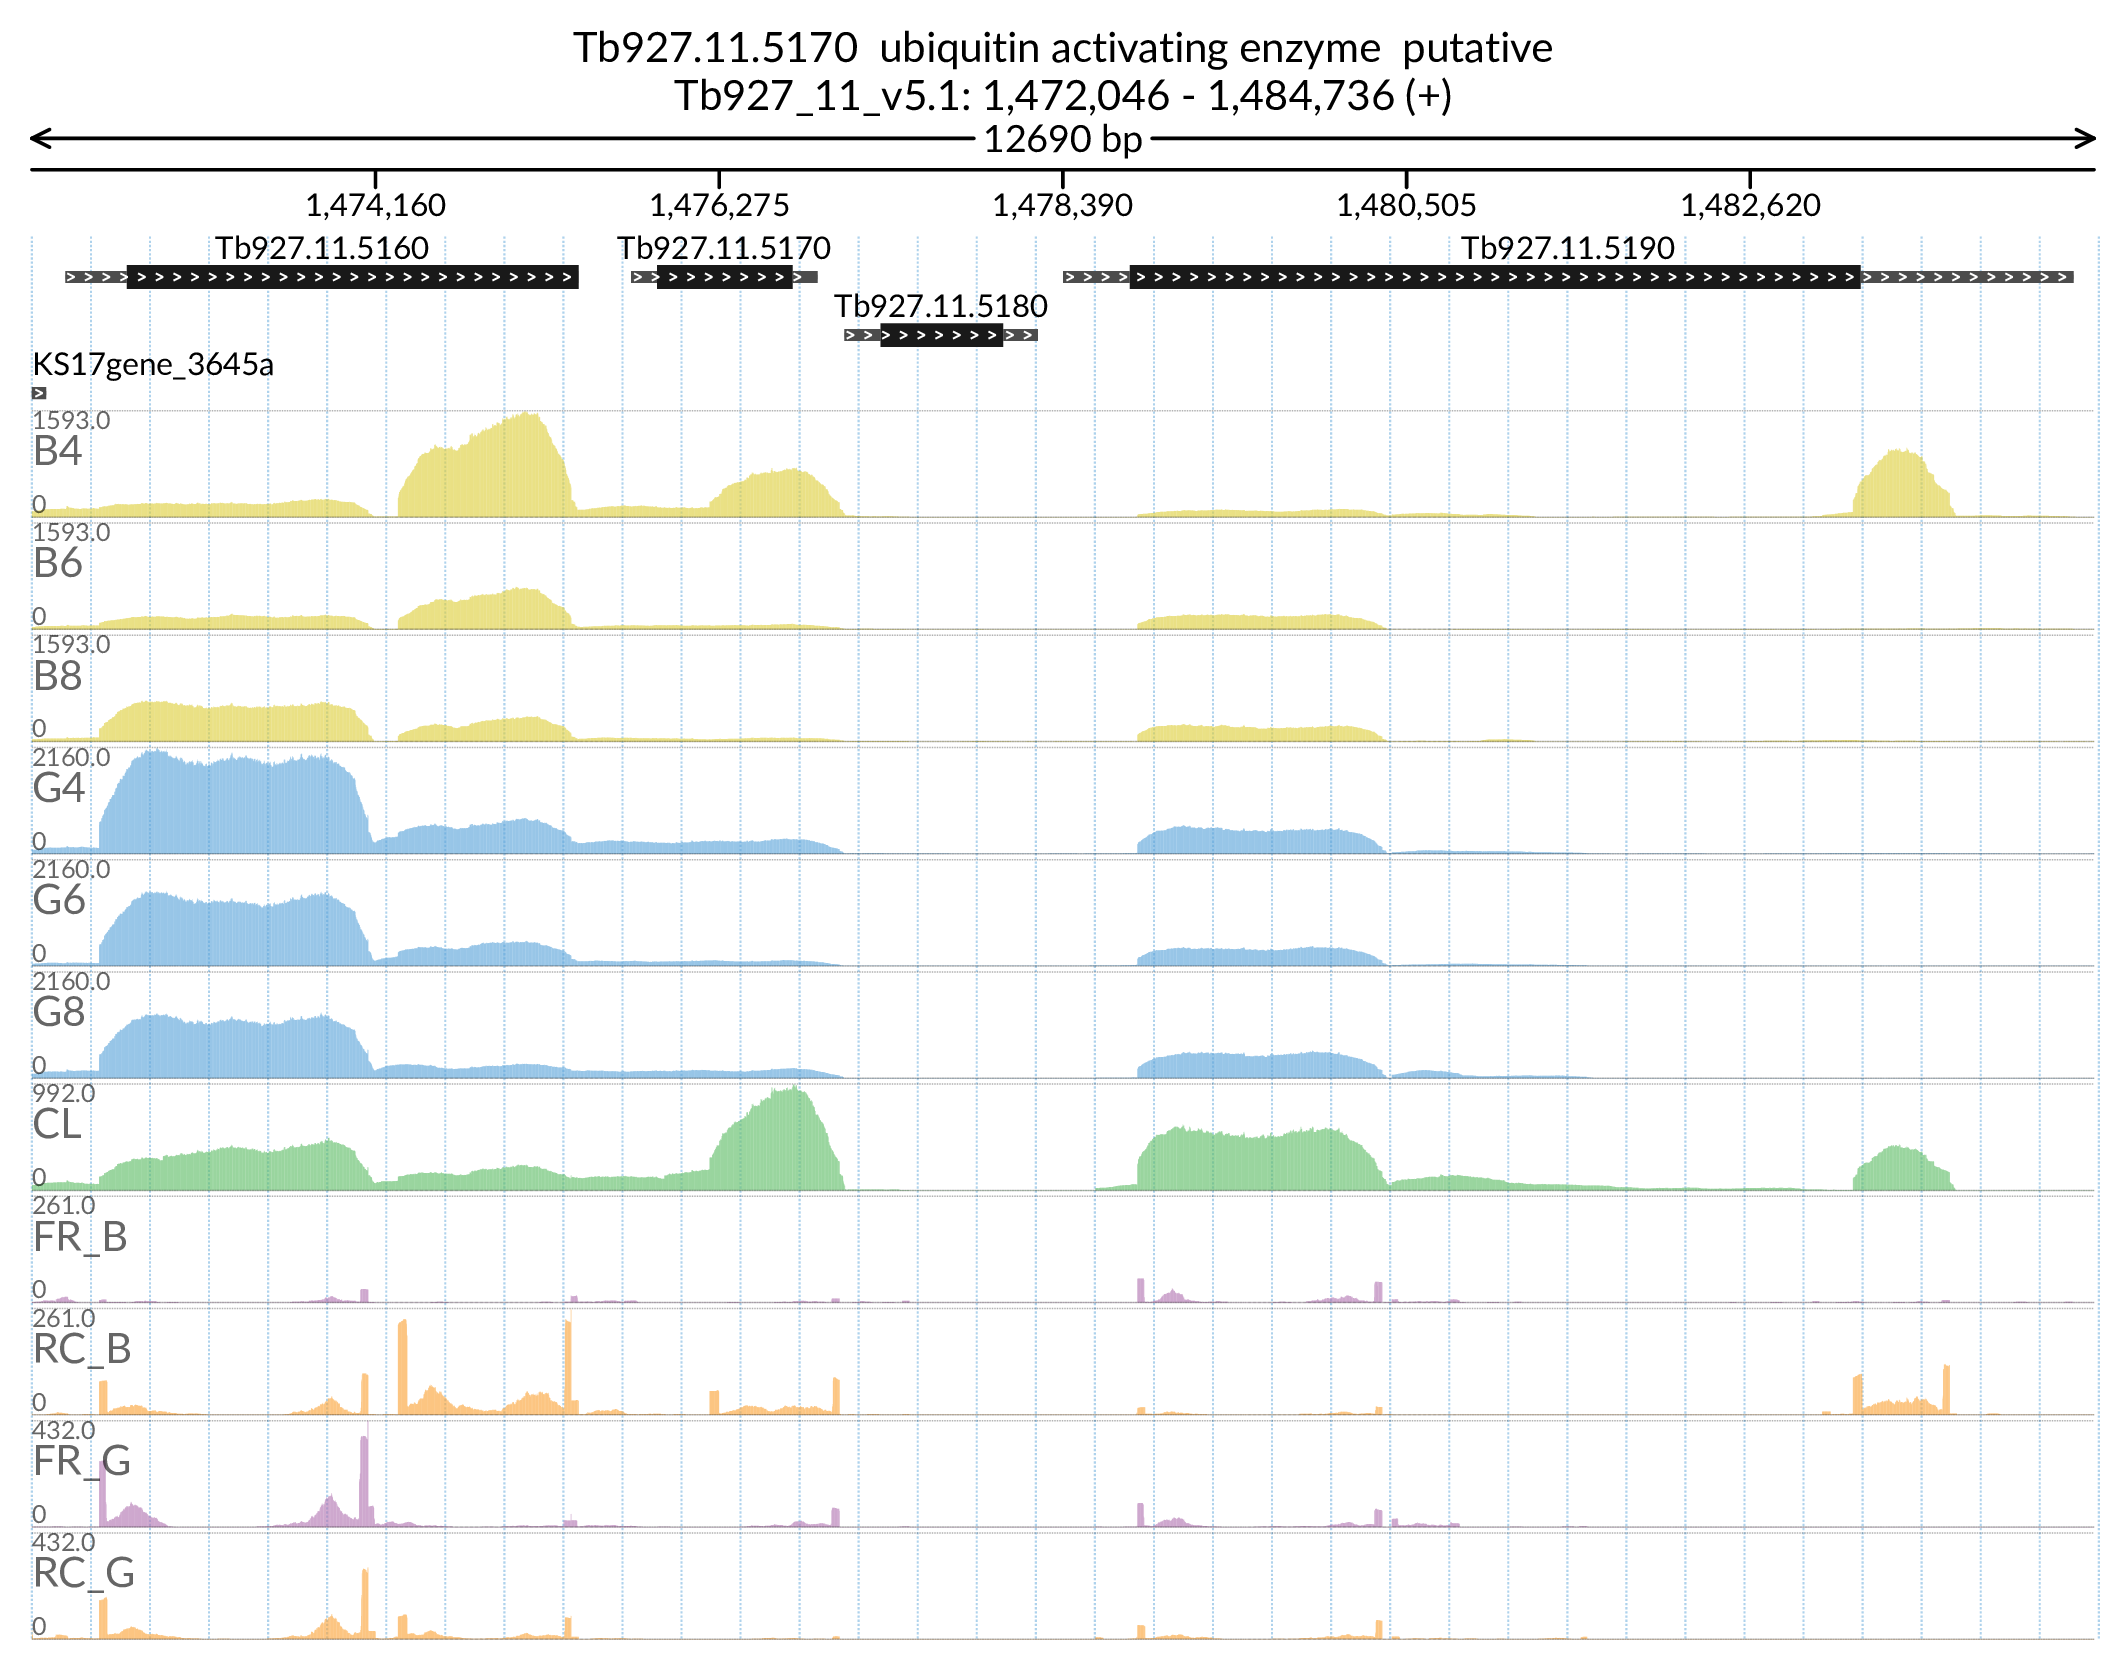 Tb927.11.5170 ubiquitin activating enzyme putative
Tb927_11_v5.1: 1,472,046 - 1,484,736 (+)
12690 bp
1,474,160 1,476,275 1,478,390 1,480,505 1,482,620
Tb927.11.5160 Tb927.11.5170 Tb927.11.5190
Tb927.11.5180
KS17gene_3645a
1593.0
B4
0
1593.0
B6
0
1593.0
B8
0
2160.0
G4
0
2160.0
G6
0
2160.0
G8
0
992.0
CL
0
261.0
FR_B
0
261.0
RC_B
0
432.0
FR_G
0
432.0
RC_G
0